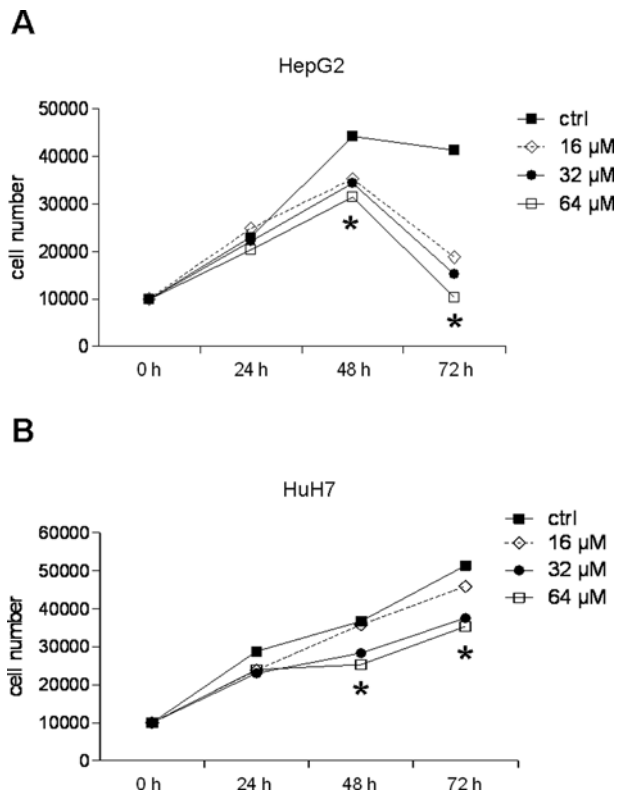 A
HepG2
cell number
50000
40000
30000
20000
10000
0
0 h 24 h 48 h 72 h
ctrl
16 µM
32 µM
64 µM
*
*
B
HuH7
cell number
60000
50000
40000
30000
20000
10000
0
0 h 24 h 48 h 72 h
ctrl
16 µM
32 µM
64 µM
*
*